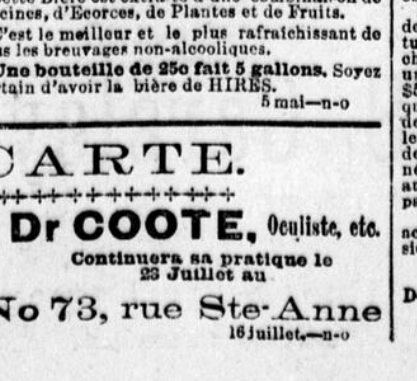 cines, d'Ecorces, de Plantes et de Fruits.
C'est le meilleur et le plus rafraichissant de
les breuvages non-alcooliques.
Une bouteille de 25c fait 5 gallons. Soyez
tain d'avoir la bière de HIRES.
5 mai—n-o
CARTE.
Dr COOTE, Oculiste, etc.
Continuera sa pratique le
23 Juillet au
No 73, rue Ste-Anne
16 juillet.—n-o